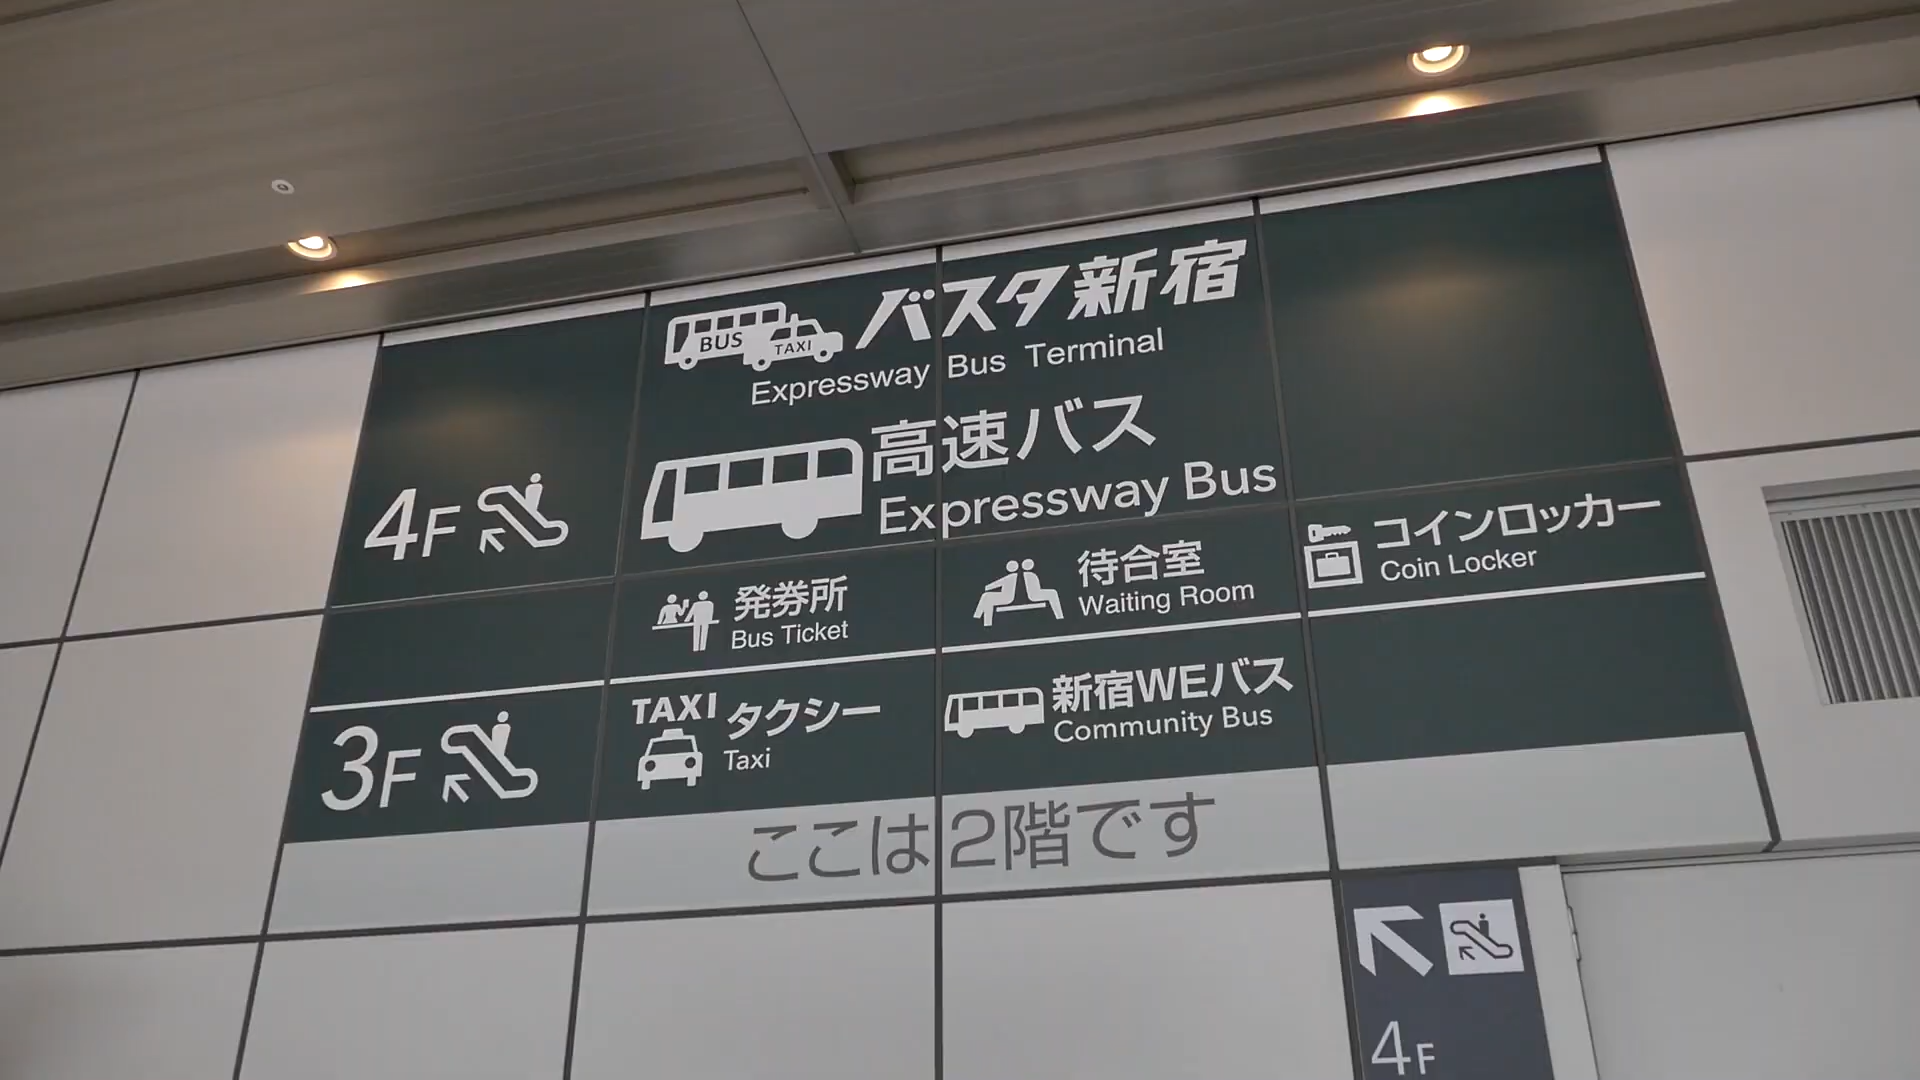 BUS TAXI バスタ新宿
Expressway Bus Terminal
4F
高速バス
Expressway Bus
発券所
Bus Ticket
待合室
Waiting Room
コインロッカー
Coin Locker
3F
TAXI
タクシー
Taxi
新宿WEバス
Community Bus
ここは2階です
4F